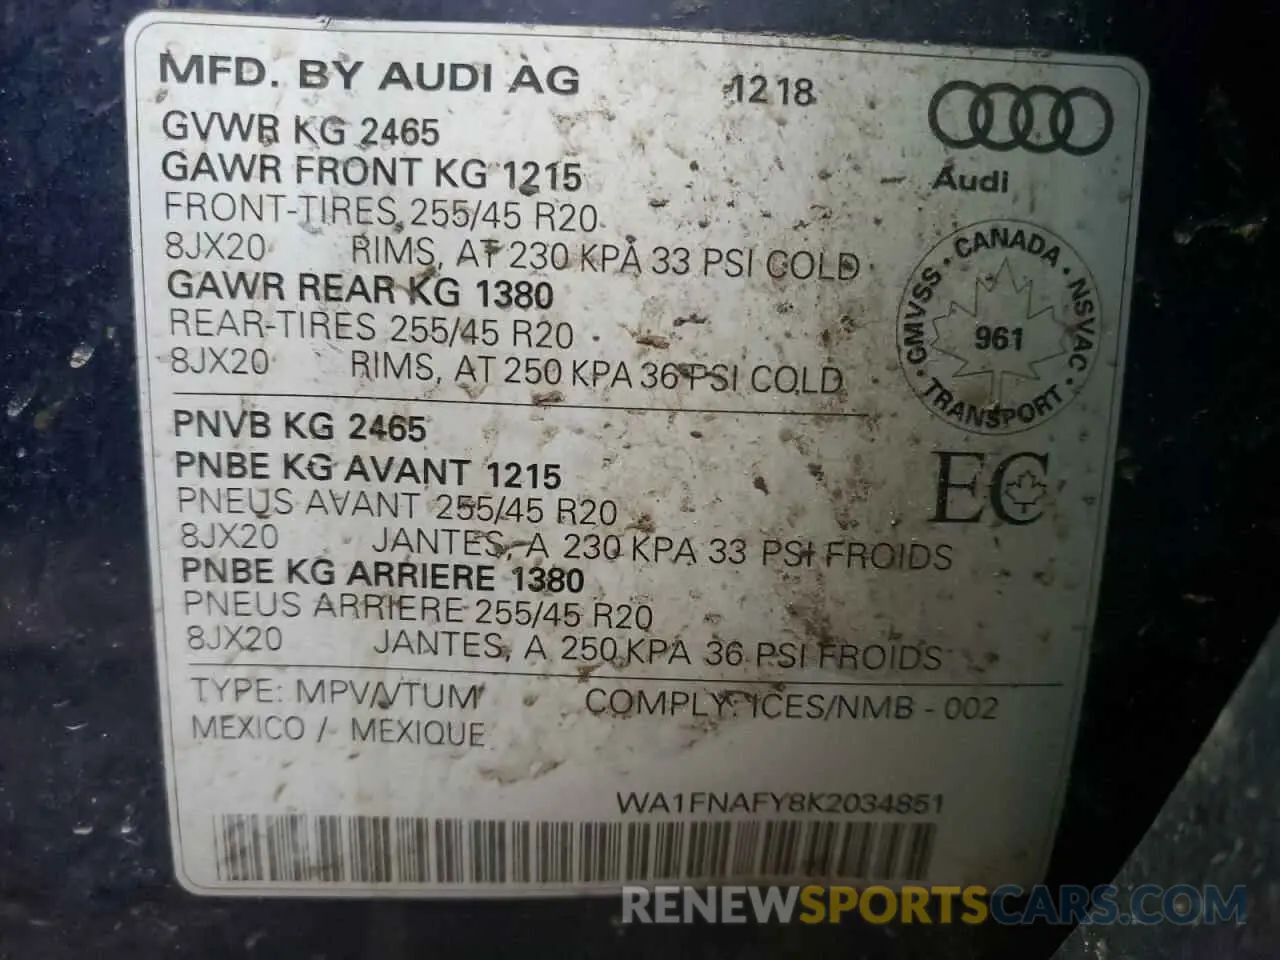 MFD. BY AUDI AG 1218
GVWR KG 2465
GAWR FRONT KG 1215
Audi
FRONT-TIRES, 255/45 R20
8JX20 RIMS, AT 230 KPA 33 PSI COLD
GAWR REAR KG 1380
REAR-TIRES 255/45 R20
8JX20 RIMS, AT 250 KPA 36 PSI COLD
CANADA · NSVAC · TRANSPORT · CMVSS ·
961
PNVB KG 2465
PNBE KG AVANT 1215
PNEUS AVANT 255/45 R20
EC
8JX20 JANTES, A 230 KPA 33 PSI FROIDS
PNBE KG ARRIERE 1380
PNEUS ARRIERE 255/45 R20
8JX20 JANTES, A 250 KPA 36 PSI FROIDS
TYPE: MPV/VTUM COMPLY: ICES/NMB - 002
MEXICO / MEXIQUE
WA1FNAFY8K2034851
RENEWSPORTSCARS.COM